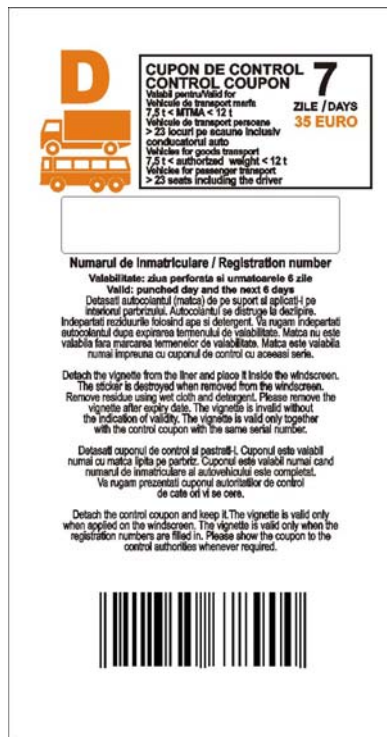 D
CUPON DE CONTROL
CONTROL COUPON
Valabil pentru/Valid for
Vehicule de transport marfa
7,5 t < MTMA < 12 t
Vehicule de transport persoane
> 23 locuri pe scaune inclusiv
conducatorul auto
Vehicles for goods transport
7,5 t < authorized weight < 12 t
Vehicles for passenger transport
> 23 seats including the driver
7
ZILE / DAYS
35 EURO
Numarul de inmatriculare / Registration number
Valabilitate: ziua perforata si urmatoarele 6 zile
Valid: punched day and the next 6 days
Detasati autocolantul (matca) de pe suport si aplicati-l pe
interiorul parbrizului. Autocolantul se distruge la dezlipire.
Indepartati reziduurile folosind apa si detergent. Va rugam indepartati
autocolantul dupa expirarea termenului de valabilitate. Matca nu este
valabila fara marcarea termenelor de valabilitate. Matca este valabila
numai impreuna cu cuponul de control cu aceeasi serie.
Detach the vignette from the liner and place it inside the windscreen.
The sticker is destroyed when removed from the windscreen.
Remove residue using wet cloth and detergent. Please remove the
vignette after expiry date. The vignette is invalid without
the indication of validity. The vignette is valid only together
with the control coupon with the same serial number.
Detasati cuponul de control si pastrati-l. Cuponul este valabil
numai cu matca lipita pe parbriz. Cuponul este valabil numai cand
numarul de inmatriculare al autovehicului este completat.
Va rugam prezentati cuponul autoritatilor de control
de cate ori vi se cere.
Detach the control coupon and keep it.The vignette is valid only
when applied on the windscreen. The vignette is valid only when the
registration numbers are filled in. Please show the coupon to the
control authorities whenever required.